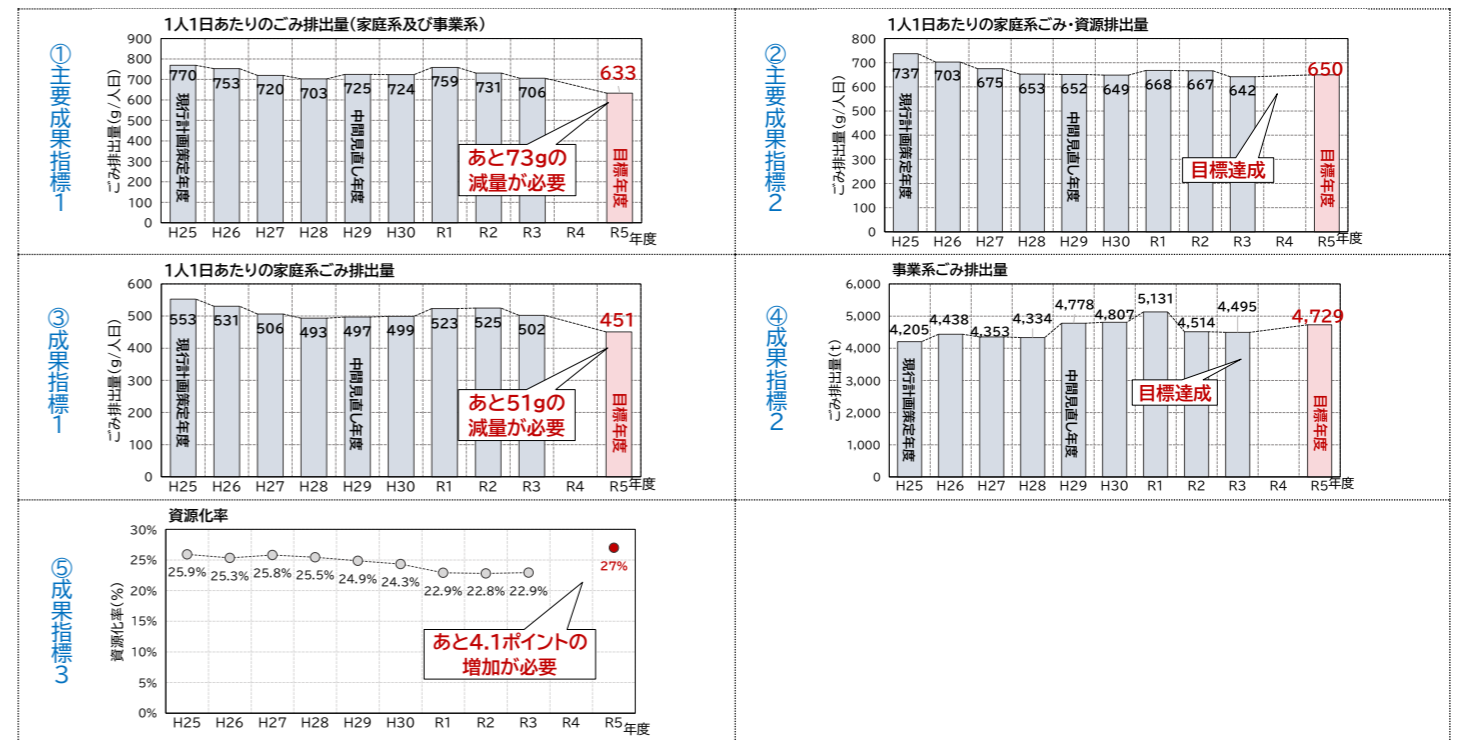 ①主要成果指標1
1人1日あたりのごみ排出量(家庭系及び事業系)
ごみ排出量(g/人日)
900
800
700
600
500
400
300
200
100
0
770
753
720
703
725
724
759
731
706
633
現行計画策定年度
中間見直し年度
目標年度
あと73gの
減量が必要
H25 H26 H27 H28 H29 H30 R1 R2 R3 R4 R5 年度
②主要成果指標2
1人1日あたりの家庭系ごみ・資源排出量
ごみ排出量(g/人日)
800
700
600
500
400
300
200
100
0
737
703
675
653
652
649
668
667
642
650
現行計画策定年度
中間見直し年度
目標年度
目標達成
H25 H26 H27 H28 H29 H30 R1 R2 R3 R4 R5 年度
③成果指標1
1人1日あたりの家庭系ごみ排出量
ごみ排出量(g/人日)
600
500
400
300
200
100
0
553
531
506
493
497
499
523
525
502
451
現行計画策定年度
中間見直し年度
目標年度
あと51gの
減量が必要
H25 H26 H27 H28 H29 H30 R1 R2 R3 R4 R5 年度
④成果指標2
事業系ごみ排出量
ごみ排出量(t)
6,000
5,000
4,000
3,000
2,000
1,000
0
4,205
4,438
4,353
4,334
4,778
4,807
5,131
4,514
4,495
4,729
現行計画策定年度
中間見直し年度
目標年度
目標達成
H25 H26 H27 H28 H29 H30 R1 R2 R3 R4 R5 年度
⑤成果指標3
資源化率
資源化率(%)
30%
25%
20%
15%
10%
5%
0%
25.9% 25.3% 25.8% 25.5% 24.9% 24.3% 22.9% 22.8% 22.9%
27%
あと4.1ポイントの
増加が必要
H25 H26 H27 H28 H29 H30 R1 R2 R3 R4 R5 年度